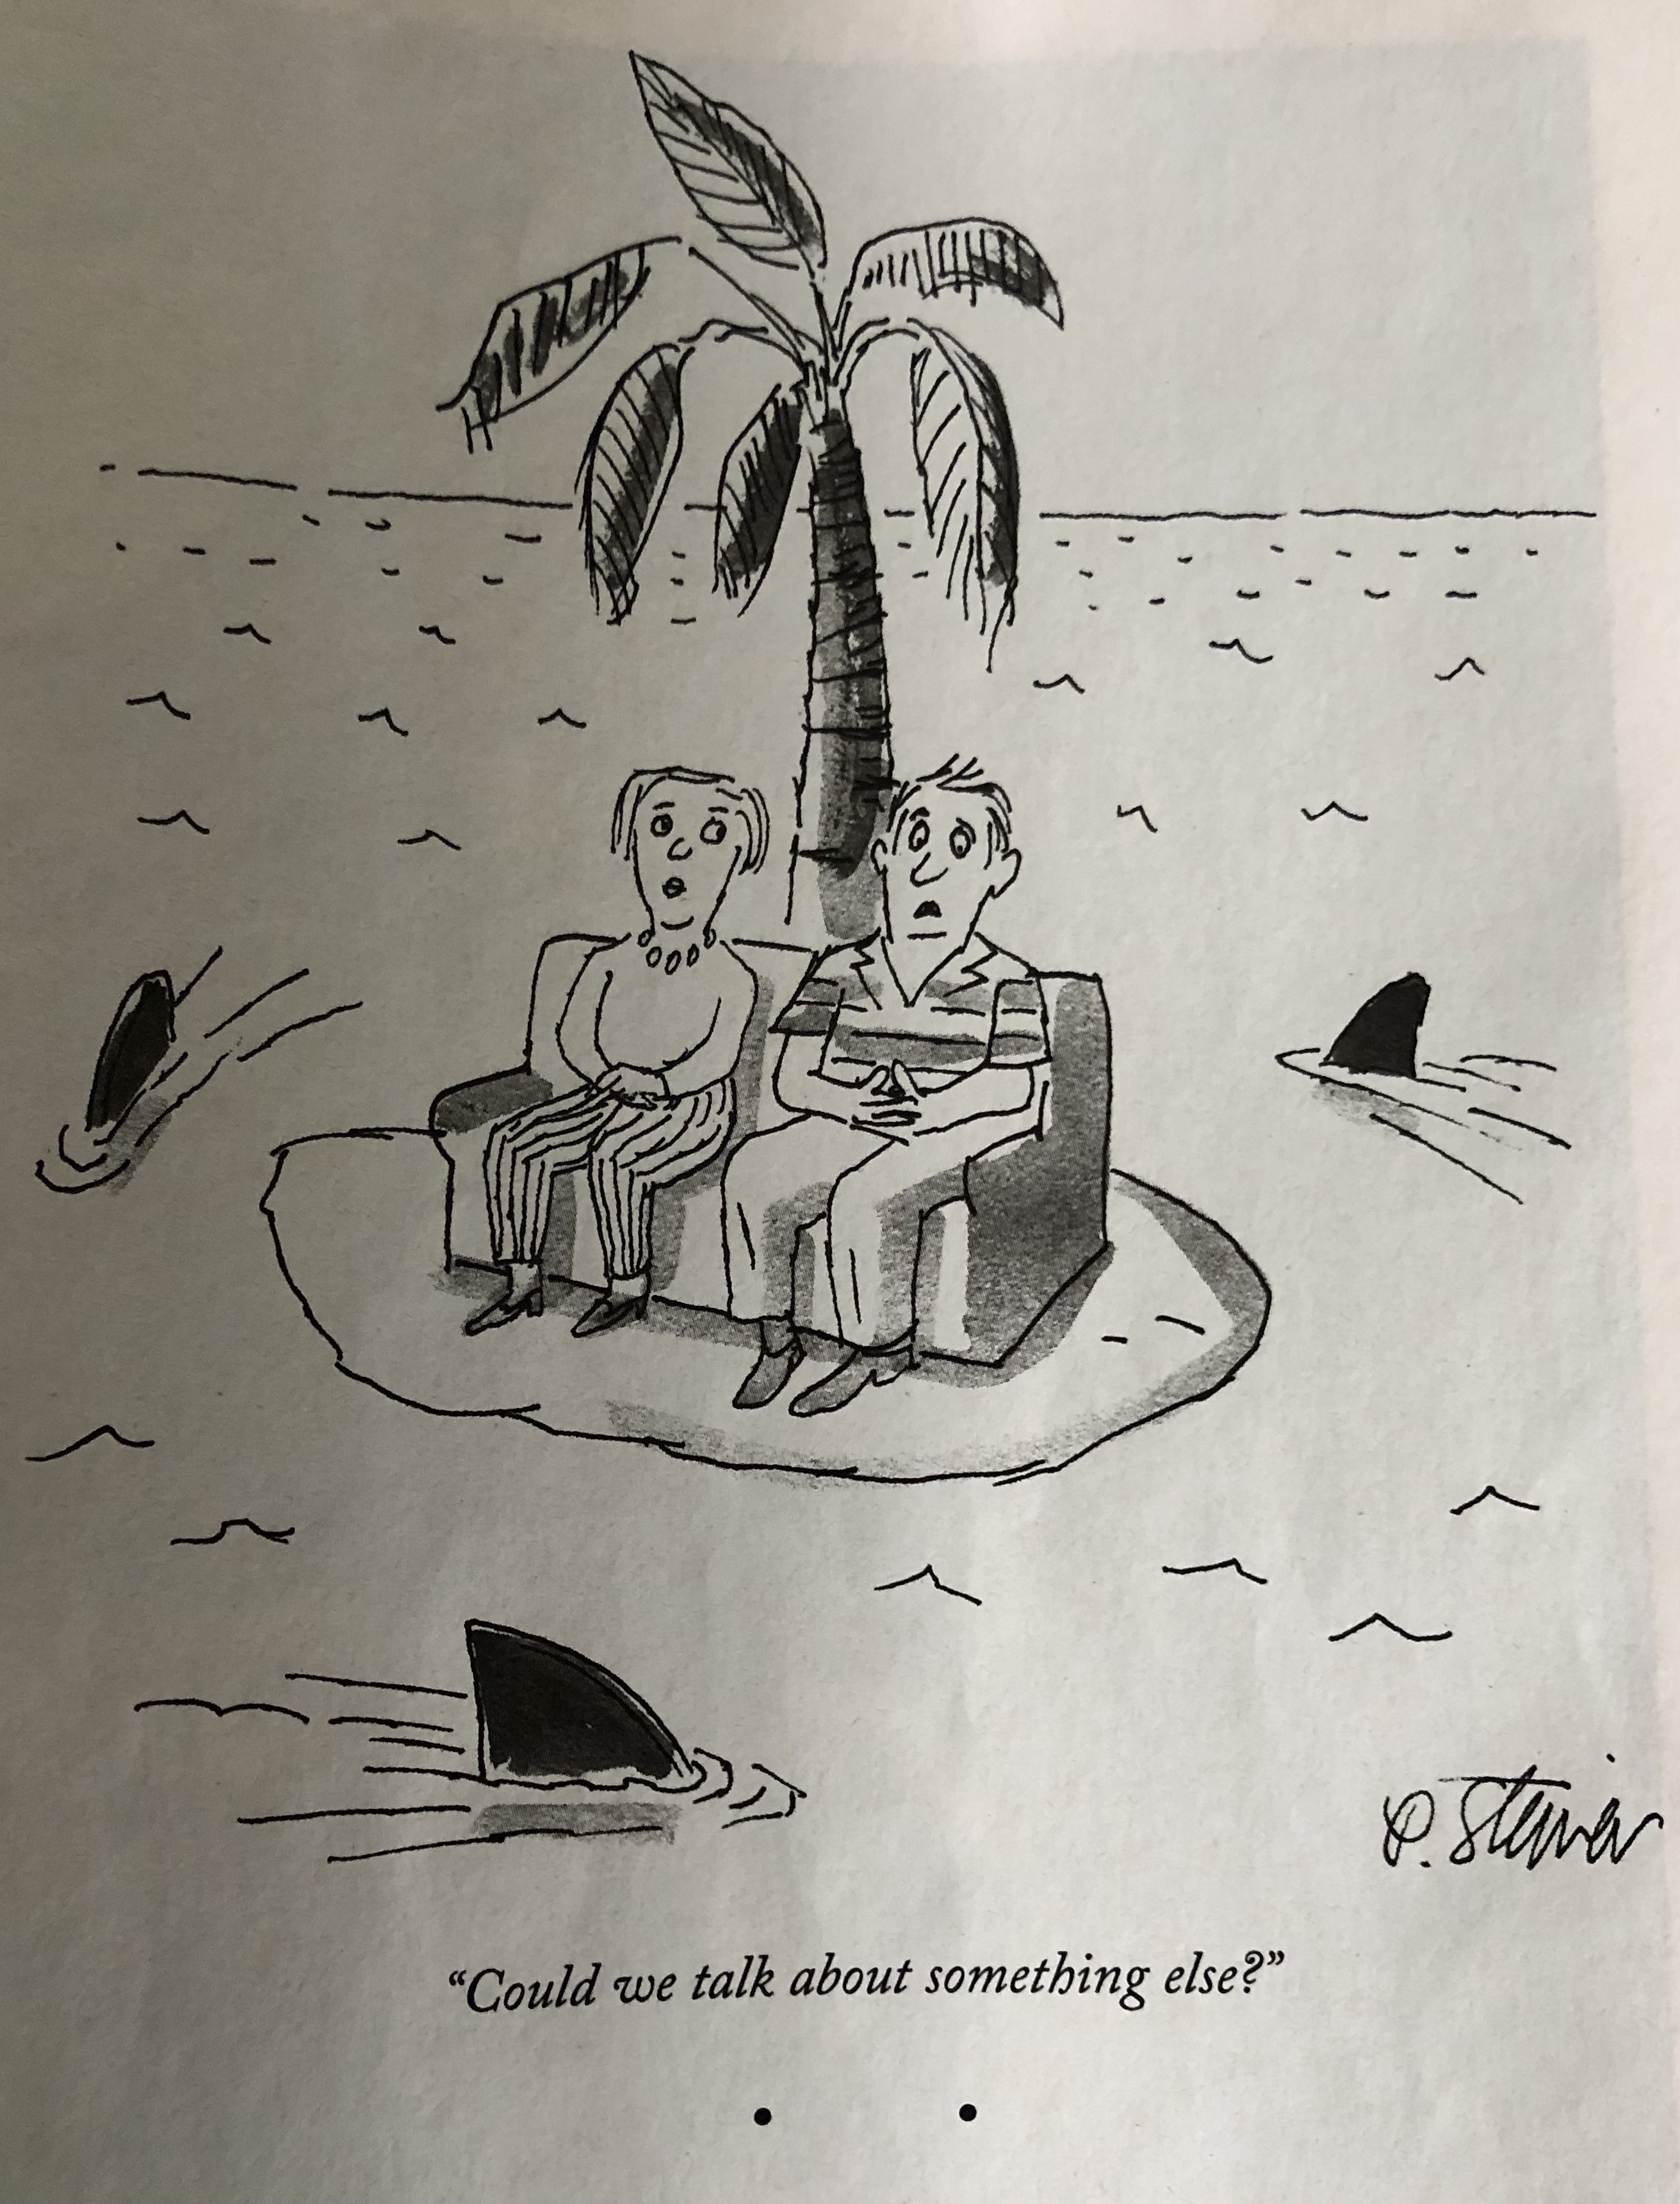 P. Steiner
“Could we talk about something else?”